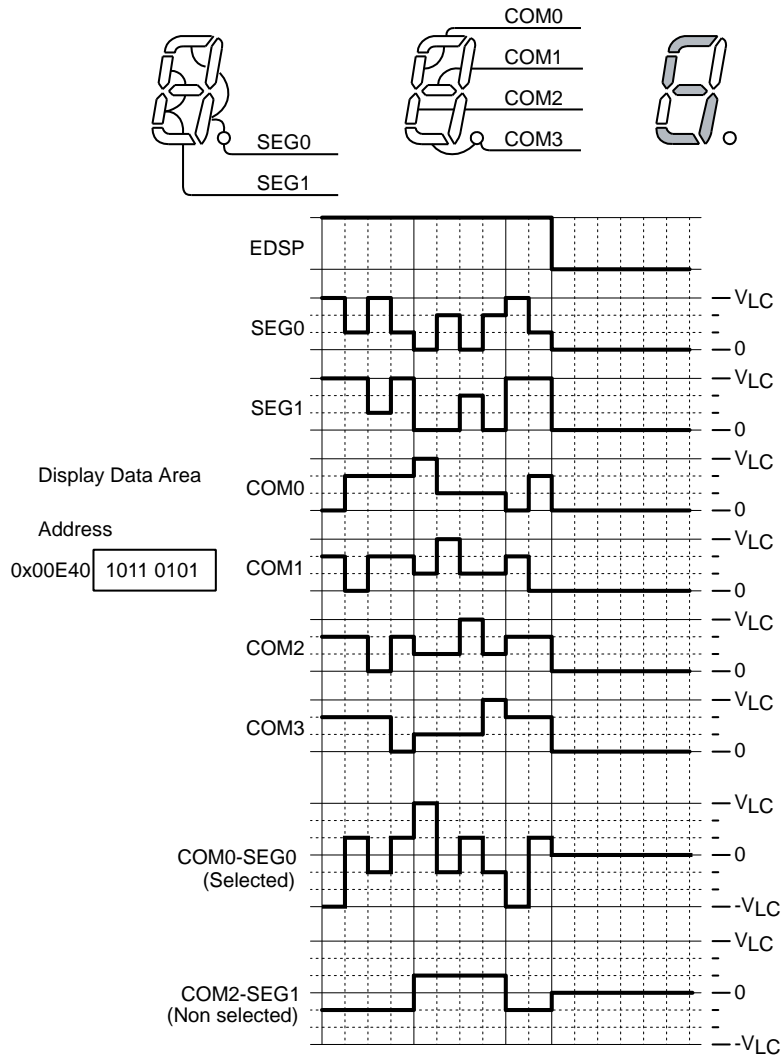 COM0
COM1
COM2
COM3
SEG0
SEG1
EDSP
VLC
SEG0
0
VLC
SEG1
0
VLC
Display Data Area
COM0
0
Address
VLC
0x00E40 1011 0101
COM1
0
VLC
COM2
0
VLC
COM3
0
VLC
COM0-SEG0
(Selected)
0
-VLC
VLC
COM2-SEG1
(Non selected)
0
-VLC